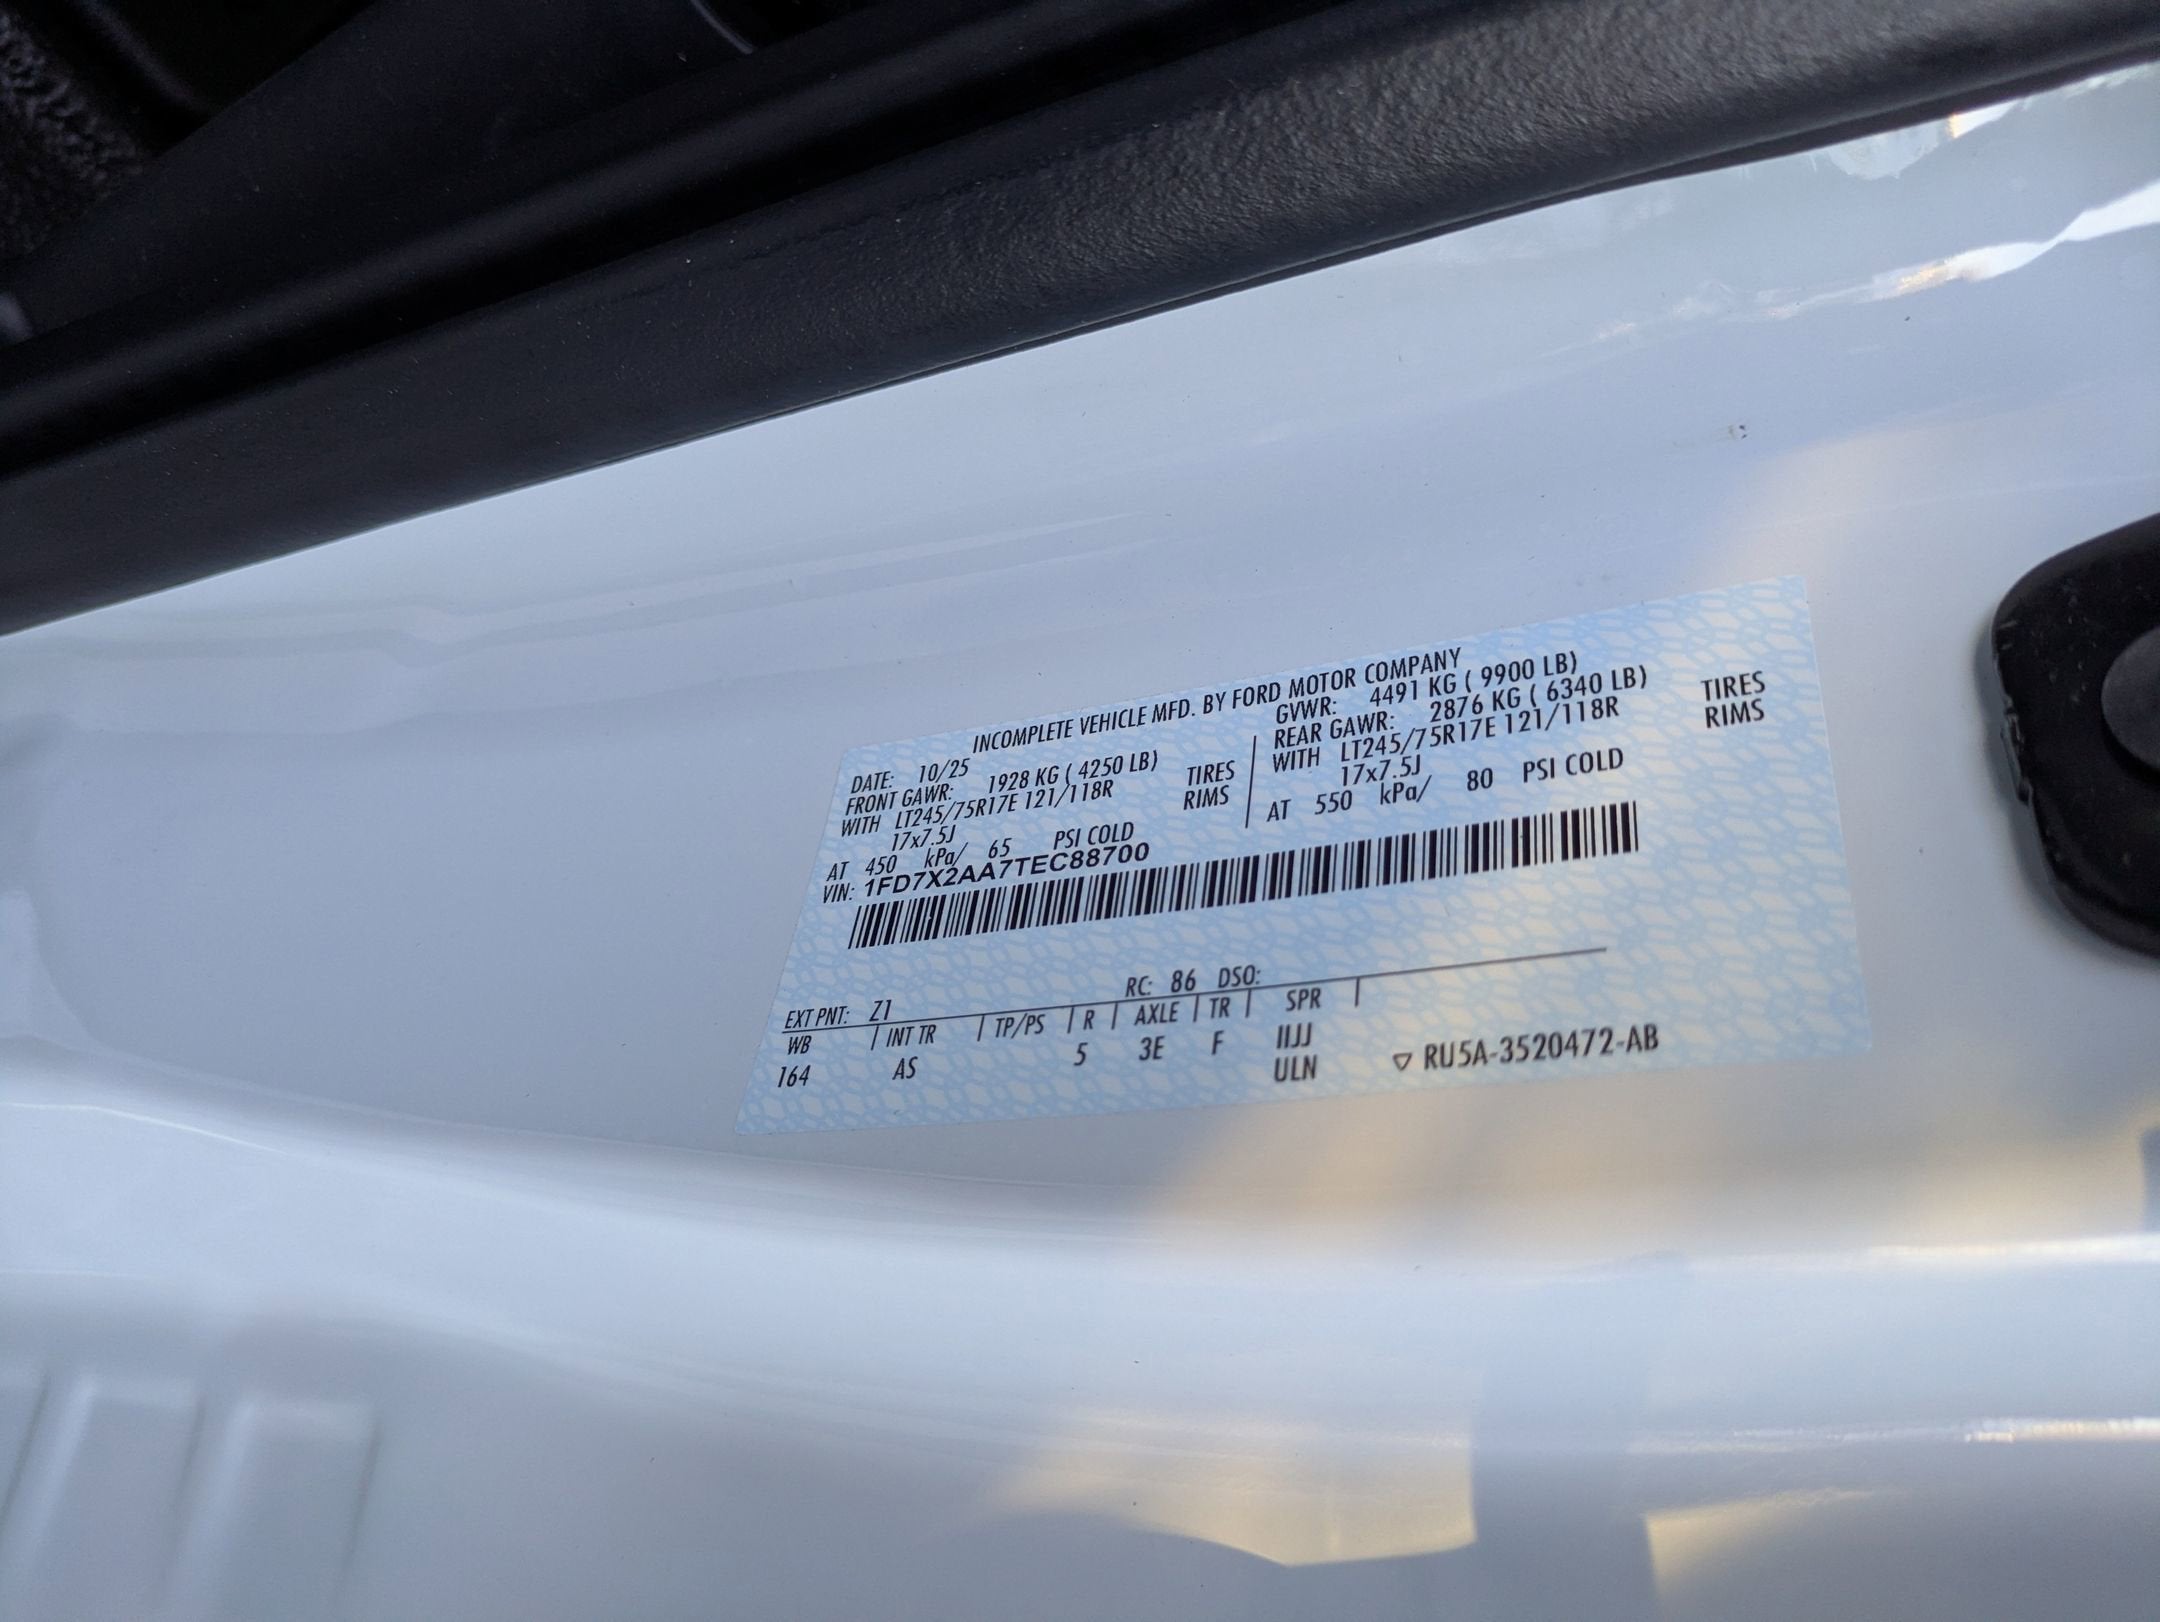 INCOMPLETE VEHICLE MFD. BY FORD MOTOR COMPANY
DATE: 10/25 GVWR: 4491 KG ( 9900 LB)
FRONT GAWR: 1928 KG ( 4250 LB) REAR GAWR: 2876 KG ( 6340 LB)
WITH LT245/75R17E 121/118R TIRES WITH LT245/75R17E 121/118R TIRES
17x7.5J RIMS 17x7.5J RIMS
AT 450 kPa/ 65 PSI COLD AT 550 kPa/ 80 PSI COLD
VIN: 1FD7X2AA7TEC88700
EXT PNT: Z1 RC: 86 DSO:
WB INT TR TP/PS R AXLE TR SPR
164 AS 5 3E F IIJJ
ULN ▽ RU5A-3520472-AB